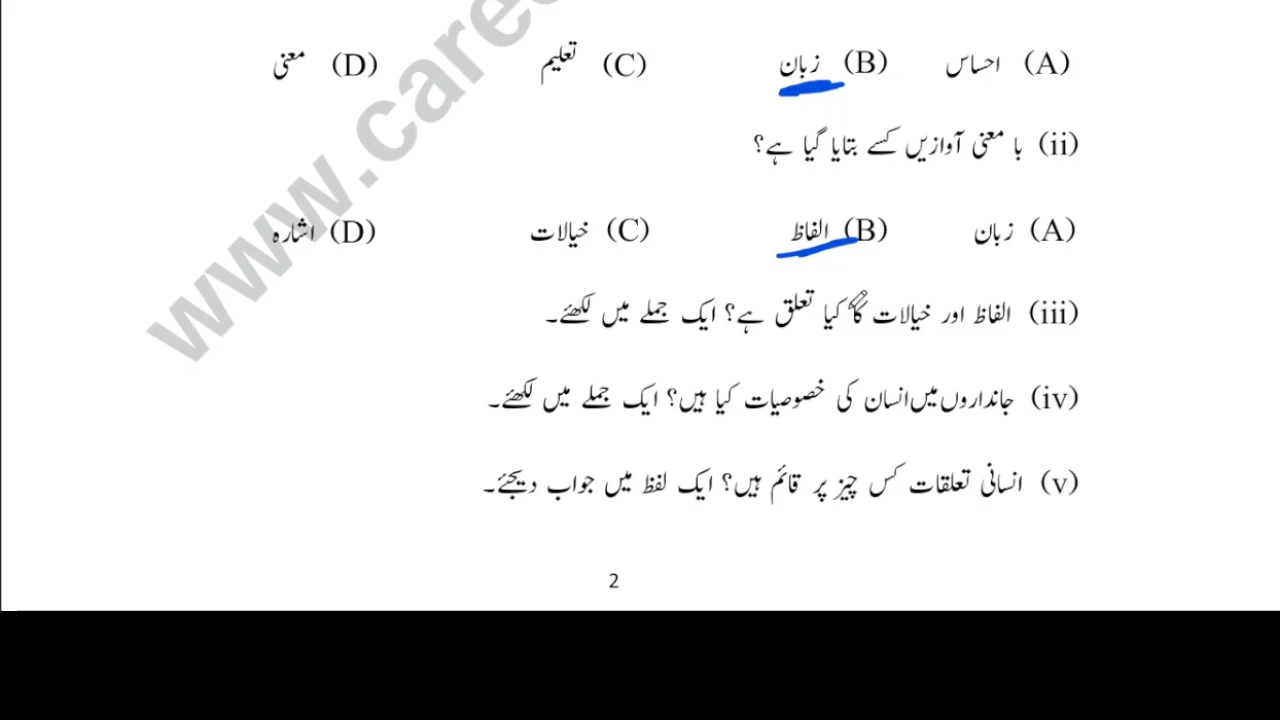 (A) احساس (B) زبان (C) تعلیم (D) معنی
(ii) با معنی آوازیں کسے بتایا گیا ہے؟
(A) زبان (B) الفاظ (C) خیالات (D) اشارہ
(iii) الفاظ اور خیالات کا کیا تعلق ہے؟ ایک جملے میں لکھئے۔
(iv) جانداروں میں انسان کی خصوصیات کیا ہیں؟ ایک جملے میں لکھئے۔
(v) انسانی تعلقات کس چیز پر قائم ہیں؟ ایک لفظ میں جواب دیجئے۔
2
www.care